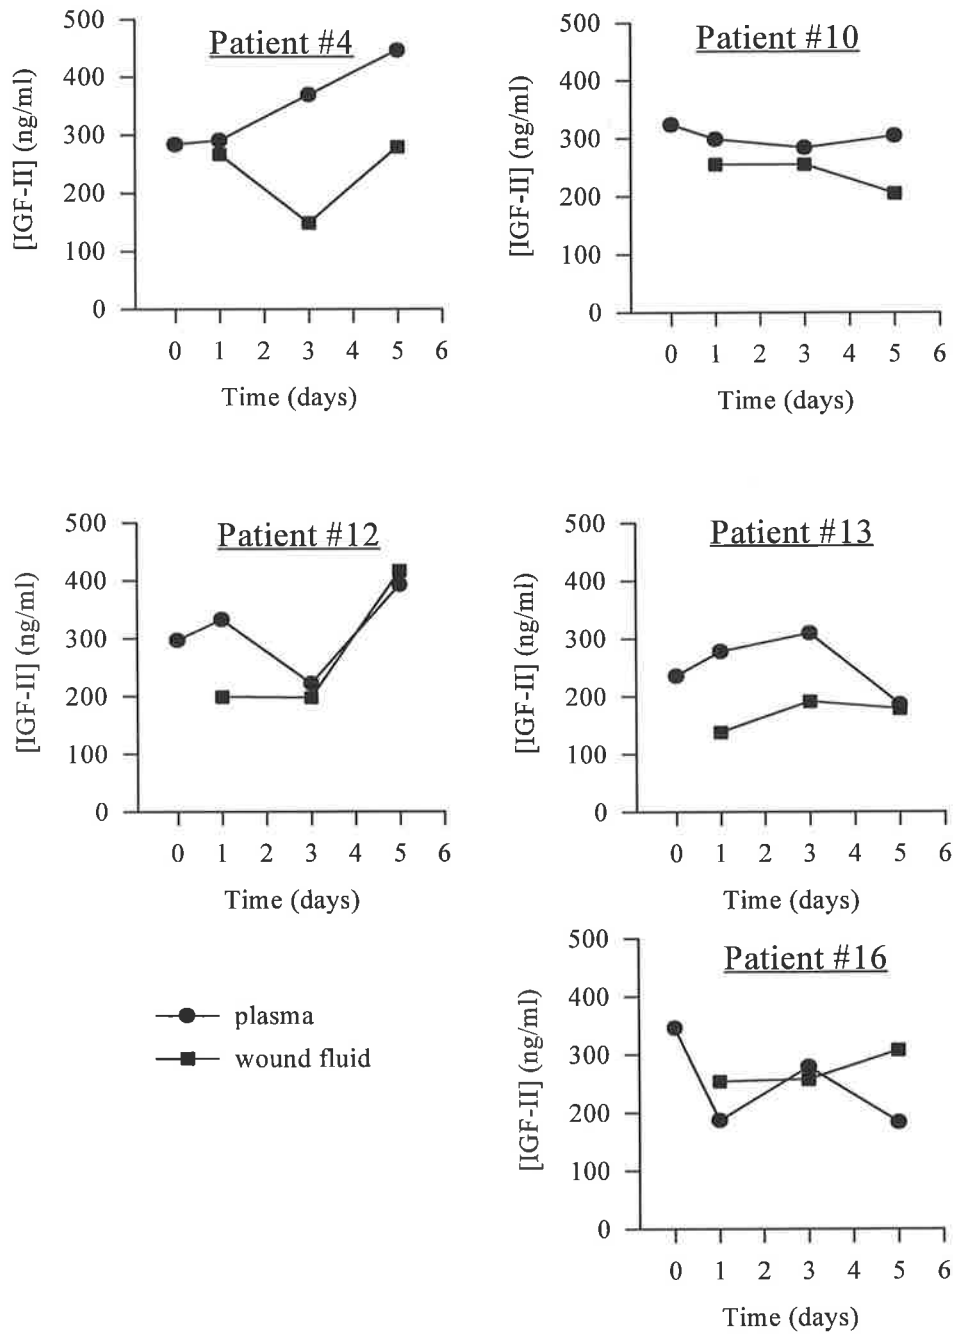 Patient #4
[IGF-II] (ng/ml)
500
400
300
200
100
0
0 1 2 3 4 5 6
Time (days)
Patient #10
[IGF-II] (ng/ml)
500
400
300
200
100
0
0 1 2 3 4 5 6
Time (days)
Patient #12
[IGF-II] (ng/ml)
500
400
300
200
100
0
0 1 2 3 4 5 6
Time (days)
Patient #13
[IGF-II] (ng/ml)
500
400
300
200
100
0
0 1 2 3 4 5 6
Time (days)
plasma
wound fluid
Patient #16
[IGF-II] (ng/ml)
500
400
300
200
100
0
0 1 2 3 4 5 6
Time (days)